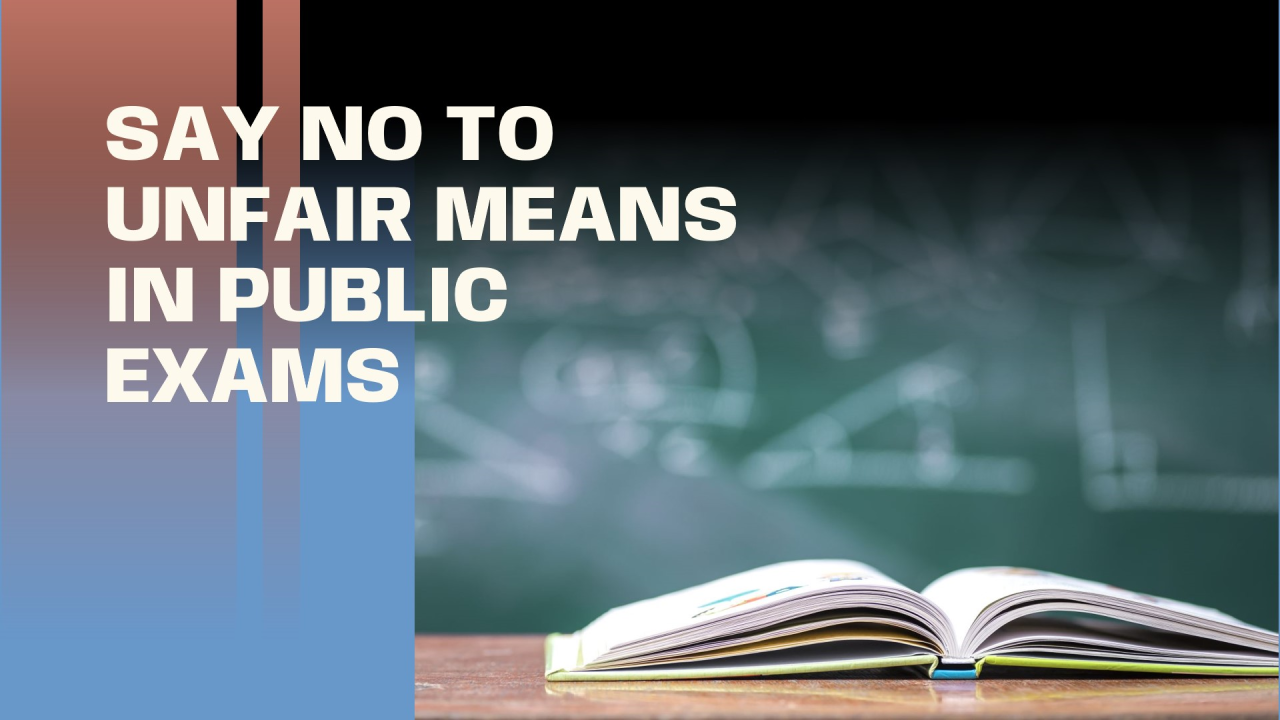 SAY NO TO
UNFAIR MEANS
IN PUBLIC
EXAMS